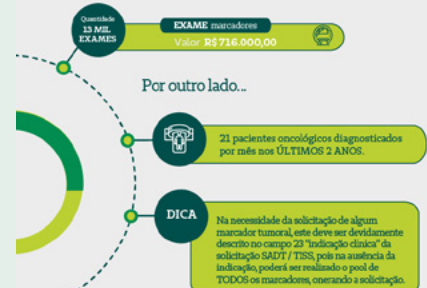 Quantidade
13 MIL
EXAMES
EXAME marcadores
Valor R$716.000,00
Por outro lado...
21 pacientes oncológicos diagnosticados
por mês nos ÚLTIMOS 2 ANOS.
DICA
Na necessidade da solicitação de algum
marcador tumoral, este deve ser devidamente
descrito no campo 23 "indicação clínica" da
solicitação SADT / TISS, pois na ausência da
indicação, poderá ser realizado o pool de
TODOS os marcadores, onerando a solicitação.